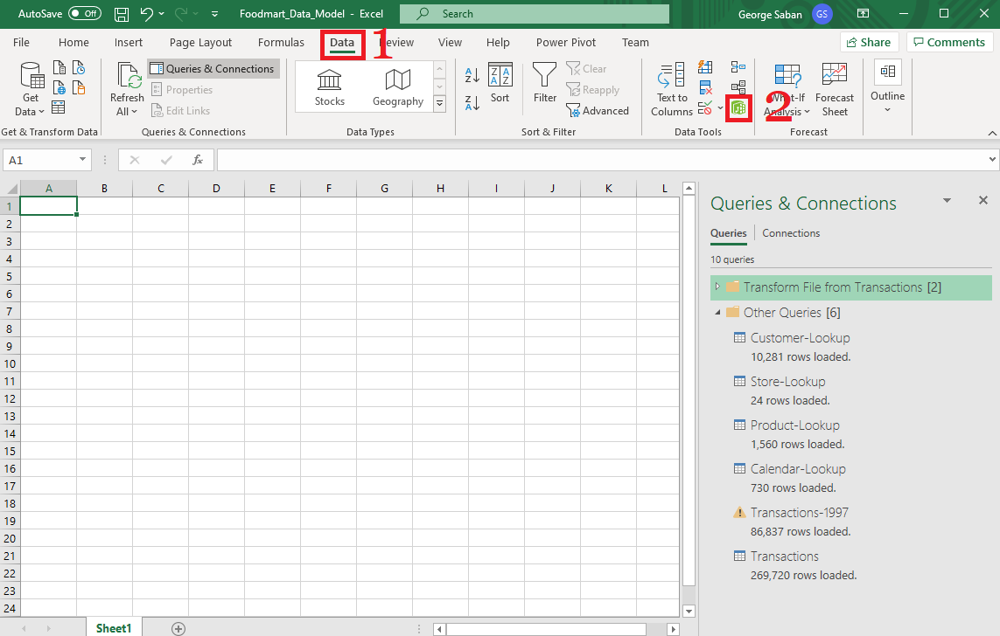 AutoSave Off Foodmart_Data_Model - Excel Search George Saban GS
File Home Insert Page Layout Formulas Data 1 Review View Help Power Pivot Team Share Comments
Get Data
Refresh All
Queries & Connections
Properties
Edit Links
Stocks Geography
Sort
Filter
Clear
Reapply
Advanced
Text to Columns
2
What-If Analysis
Forecast Sheet
Outline
Get & Transform Data Queries & Connections Data Types Sort & Filter Data Tools Forecast
A1 fx
A B C D E F G H I J K L
1
2
3
4
5
6
7
8
9
10
11
12
13
14
15
16
17
18
19
20
21
22
23
24
Queries & Connections
Queries Connections
10 queries
Transform File from Transactions [2]
Other Queries [6]
Customer-Lookup
10,281 rows loaded.
Store-Lookup
24 rows loaded.
Product-Lookup
1,560 rows loaded.
Calendar-Lookup
730 rows loaded.
Transactions-1997
86,837 rows loaded.
Transactions
269,720 rows loaded.
Sheet1